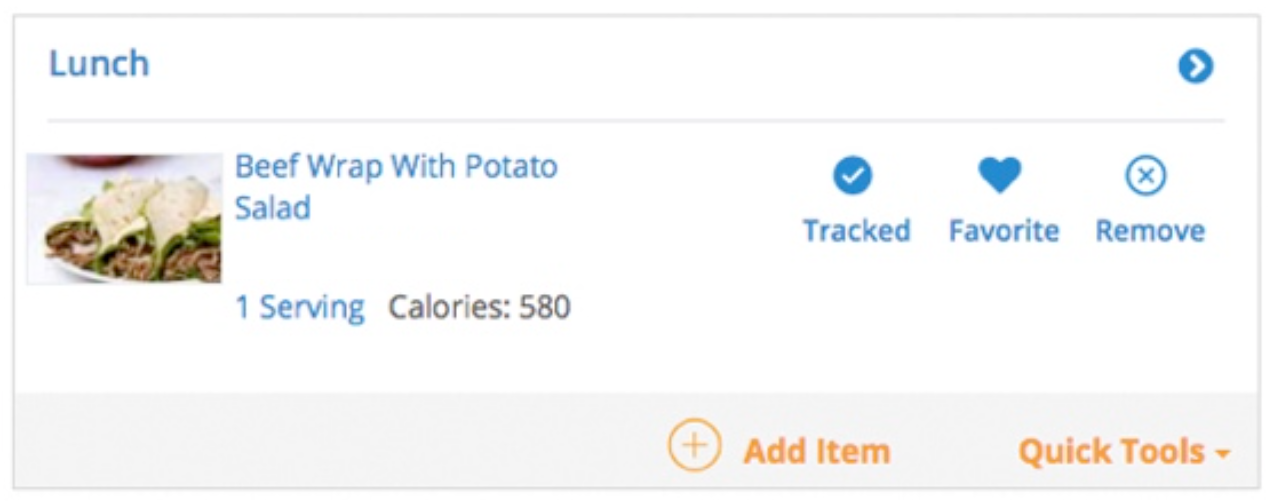 Lunch
Beef Wrap With Potato
Salad
Tracked
Favorite
Remove
1 Serving Calories: 580
Add Item
Quick Tools